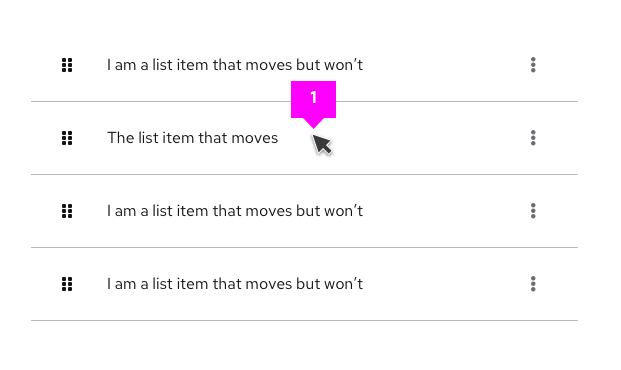 I am a list item that moves but won’t
1
The list item that moves
I am a list item that moves but won’t
I am a list item that moves but won’t